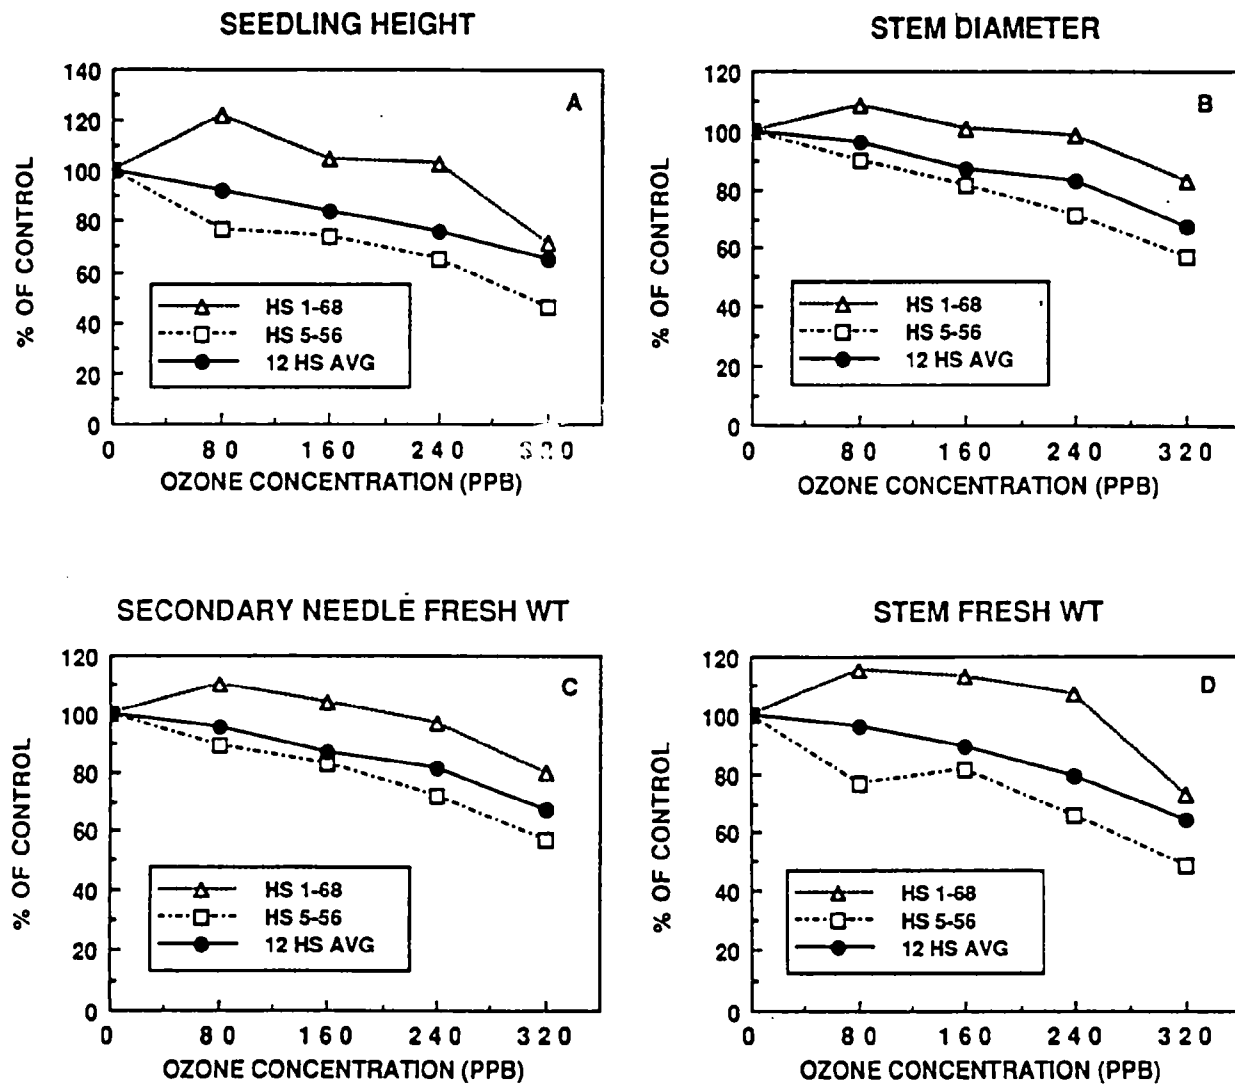 SEEDLING HEIGHT
A
% OF CONTROL
140
120
100
80
60
40
20
0
HS 1-68
HS 5-56
12 HS AVG
0 80 160 240 320
OZONE CONCENTRATION (PPB)
STEM DIAMETER
B
% OF CONTROL
120
100
80
60
40
20
0
HS 1-68
HS 5-56
12 HS AVG
0 80 160 240 320
OZONE CONCENTRATION (PPB)
SECONDARY NEEDLE FRESH WT
C
% OF CONTROL
120
100
80
60
40
20
0
HS 1-68
HS 5-56
12 HS AVG
0 80 160 240 320
OZONE CONCENTRATION (PPB)
STEM FRESH WT
D
% OF CONTROL
120
100
80
60
40
20
0
HS 1-68
HS 5-56
12 HS AVG
0 80 160 240 320
OZONE CONCENTRATION (PPB)